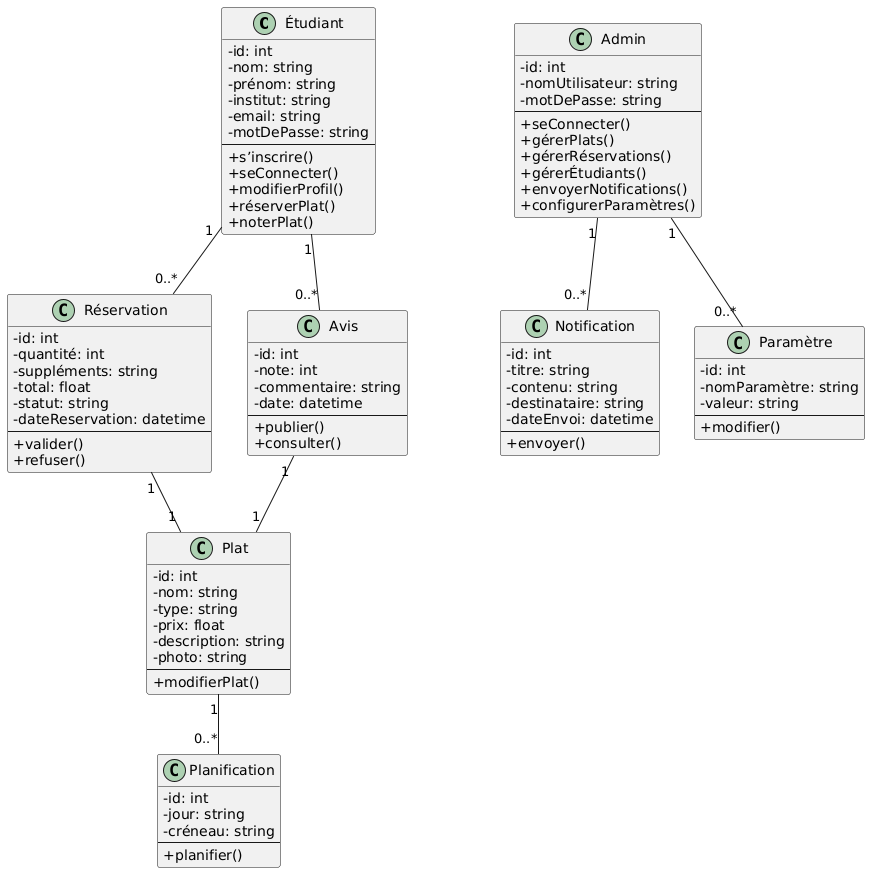 C Étudiant
-id: int
-nom: string
-prénom: string
-institut: string
-email: string
-motDePasse: string
+s’inscrire()
+seConnecter()
+modifierProfil()
+réserverPlat()
+noterPlat()
C Admin
-id: int
-nomUtilisateur: string
-motDePasse: string
+seConnecter()
+gérerPlats()
+gérerRéservations()
+gérerÉtudiants()
+envoyerNotifications()
+configurerParamètres()
1
0..*
1
0..*
1
0..*
1
0..*
C Réservation
-id: int
-quantité: int
-suppléments: string
-total: float
-statut: string
-dateReservation: datetime
+valider()
+refuser()
C Avis
-id: int
-note: int
-commentaire: string
-date: datetime
+publier()
+consulter()
C Notification
-id: int
-titre: string
-contenu: string
-destinataire: string
-dateEnvoi: datetime
+envoyer()
C Paramètre
-id: int
-nomParamètre: string
-valeur: string
+modifier()
1
1
1
1
C Plat
-id: int
-nom: string
-type: string
-prix: float
-description: string
-photo: string
+modifierPlat()
1
0..*
C Planification
-id: int
-jour: string
-créneau: string
+planifier()